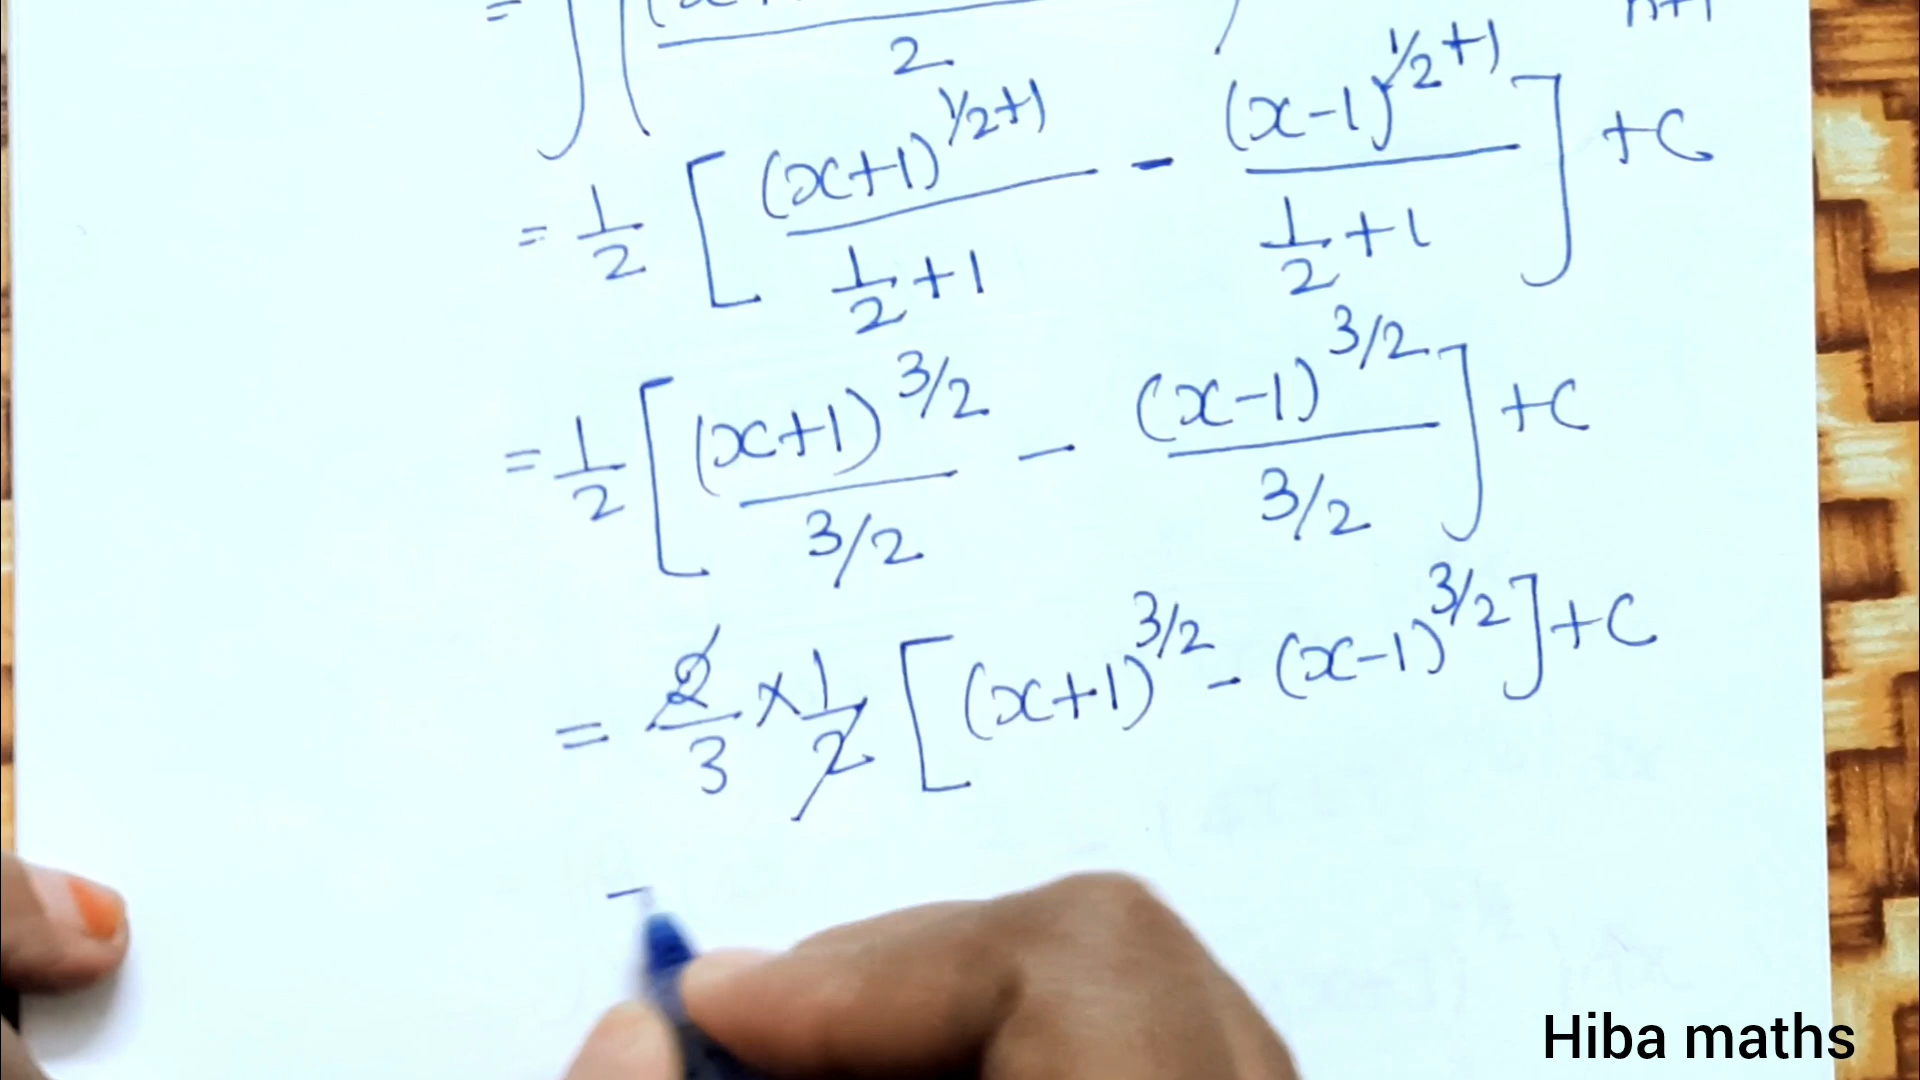 = ∫ ( (x+ / 2 )
n+1
= 1/2 [ (x+1)^(1/2+1) / (1/2+1) - (x-1)^(1/2+1) / (1/2+1) ] +C
= 1/2 [ (x+1)^(3/2) / (3/2) - (x-1)^(3/2) / (3/2) ] +C
= 2/3 × 1/2 [ (x+1)^(3/2) - (x-1)^(3/2) ] +C
Hiba maths